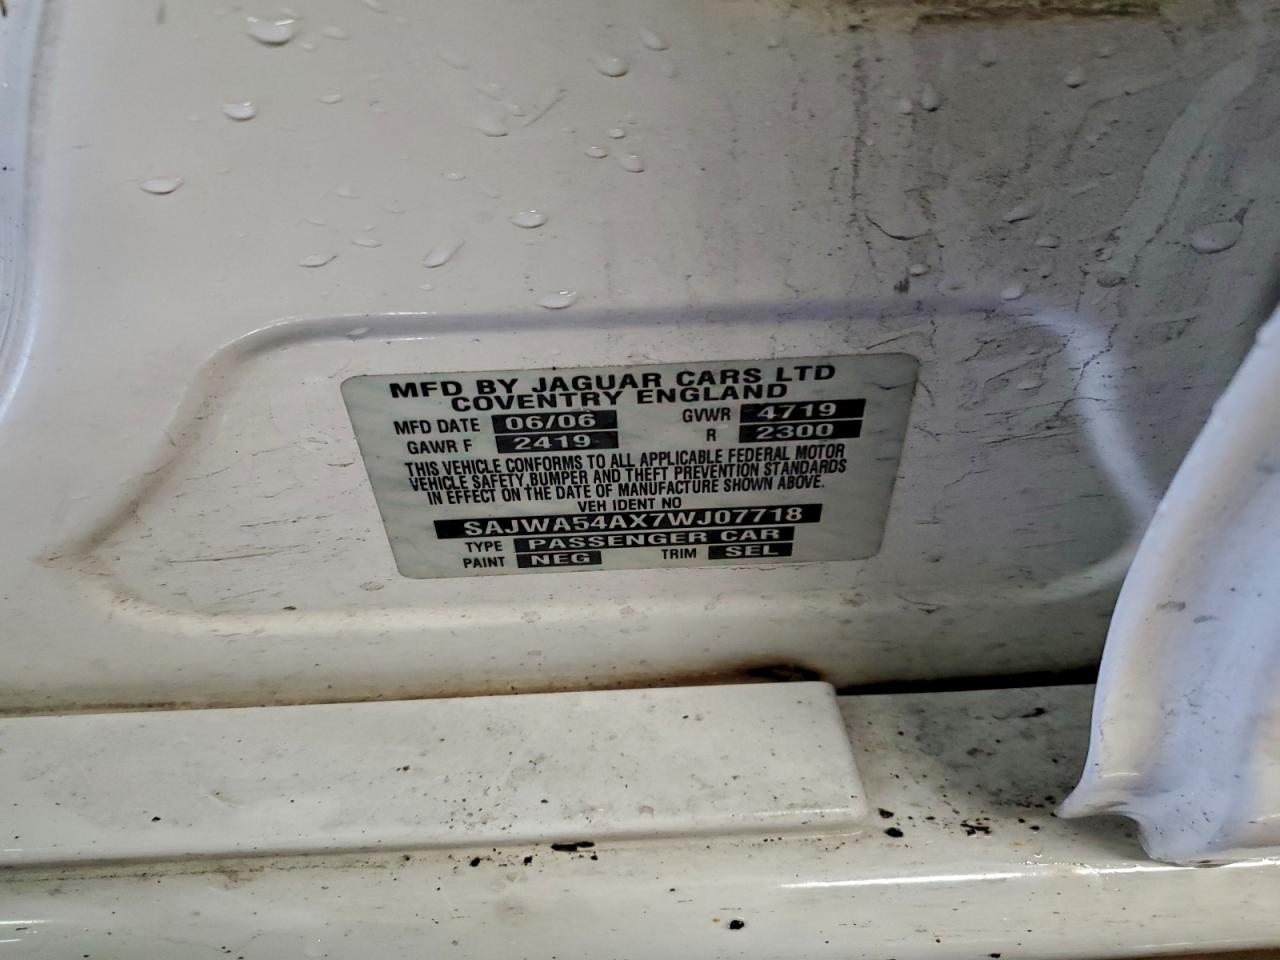 MFD BY JAGUAR CARS LTD
COVENTRY ENGLAND
MFD DATE 06/06 GVWR 4719
GAWR F 2419 R 2300
THIS VEHICLE CONFORMS TO ALL APPLICABLE FEDERAL MOTOR
VEHICLE SAFETY, BUMPER AND THEFT PREVENTION STANDARDS
IN EFFECT ON THE DATE OF MANUFACTURE SHOWN ABOVE.
VEH IDENT NO
SAJWA54AX7WJ07718
TYPE PASSENGER CAR
PAINT NEG TRIM SEL